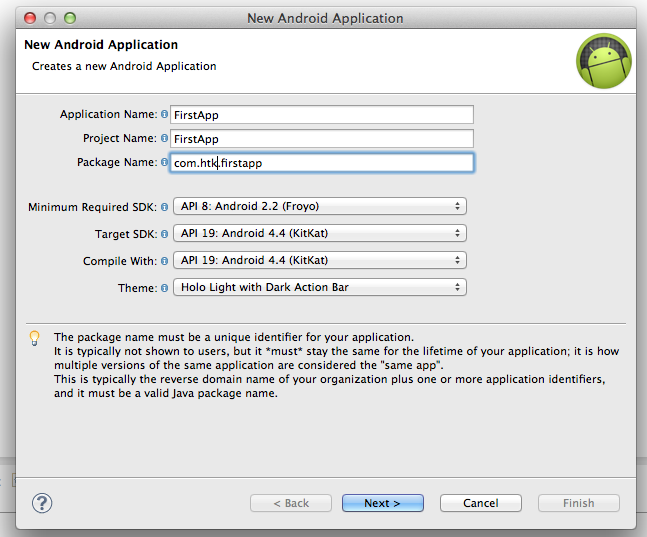 New Android Application
New Android Application
Creates a new Android Application
Application Name: FirstApp
Project Name: FirstApp
Package Name: com.htk.firstapp
Minimum Required SDK: API 8: Android 2.2 (Froyo)
Target SDK: API 19: Android 4.4 (KitKat)
Compile With: API 19: Android 4.4 (KitKat)
Theme: Holo Light with Dark Action Bar
The package name must be a unique identifier for your application.
It is typically not shown to users, but it *must* stay the same for the lifetime of your application; it is how
multiple versions of the same application are considered the "same app".
This is typically the reverse domain name of your organization plus one or more application identifiers,
and it must be a valid Java package name.
? < Back Next > Cancel Finish